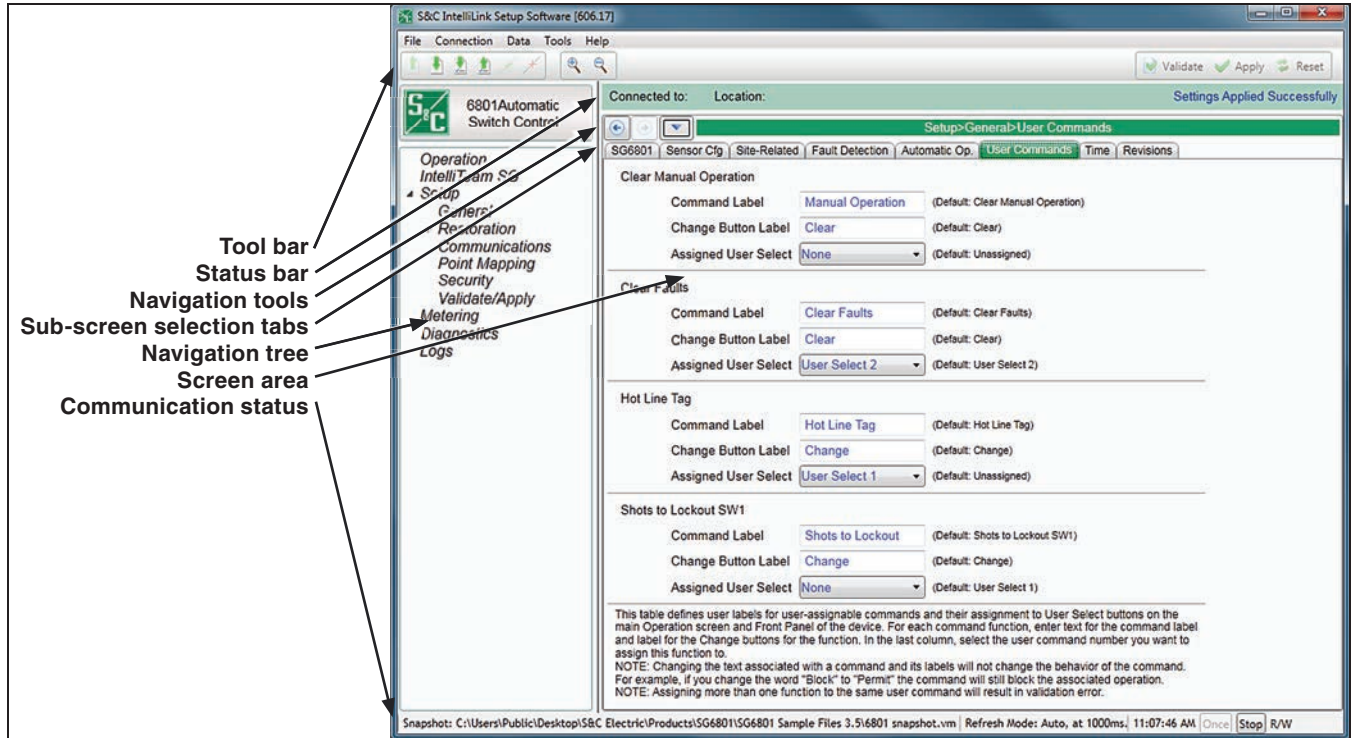 Tool bar
Status bar
Navigation tools
Sub-screen selection tabs
Navigation tree
Screen area
Communication status
S&C IntelliLink Setup Software [606.17]
File Connection Data Tools Help
Validate Apply Reset
S&C
6801Automatic
Switch Control
Connected to: Location: Settings Applied Successfully
Setup>General>User Commands
SG6801 Sensor Cfg Site-Related Fault Detection Automatic Op. User Commands Time Revisions
Operation
IntelliTeam SG
Setup
General
Restoration
Communications
Point Mapping
Security
Validate/Apply
Metering
Diagnostics
Logs
Clear Manual Operation
Command Label Manual Operation (Default: Clear Manual Operation)
Change Button Label Clear (Default: Clear)
Assigned User Select None (Default: Unassigned)
Clear Faults
Command Label Clear Faults (Default: Clear Faults)
Change Button Label Clear (Default: Clear)
Assigned User Select User Select 2 (Default: User Select 2)
Hot Line Tag
Command Label Hot Line Tag (Default: Hot Line Tag)
Change Button Label Change (Default: Change)
Assigned User Select User Select 1 (Default: Unassigned)
Shots to Lockout SW1
Command Label Shots to Lockout (Default: Shots to Lockout SW1)
Change Button Label Change (Default: Change)
Assigned User Select None (Default: User Select 1)
This table defines user labels for user-assignable commands and their assignment to User Select buttons on the
main Operation screen and Front Panel of the device. For each command function, enter text for the command label
and label for the Change buttons for the function. In the last column, select the user command number you want to
assign this function to.
NOTE: Changing the text associated with a command and its labels will not change the behavior of the command.
For example, if you change the word "Block" to "Permit" the command will still block the associated operation.
NOTE: Assigning more than one function to the same user command will result in validation error.
Snapshot: C:\Users\Public\Desktop\S&C Electric\Products\SG6801\SG6801 Sample Files 3.5\6801 snapshot.vm Refresh Mode: Auto, at 1000ms. 11:07:46 AM Once Stop R/W